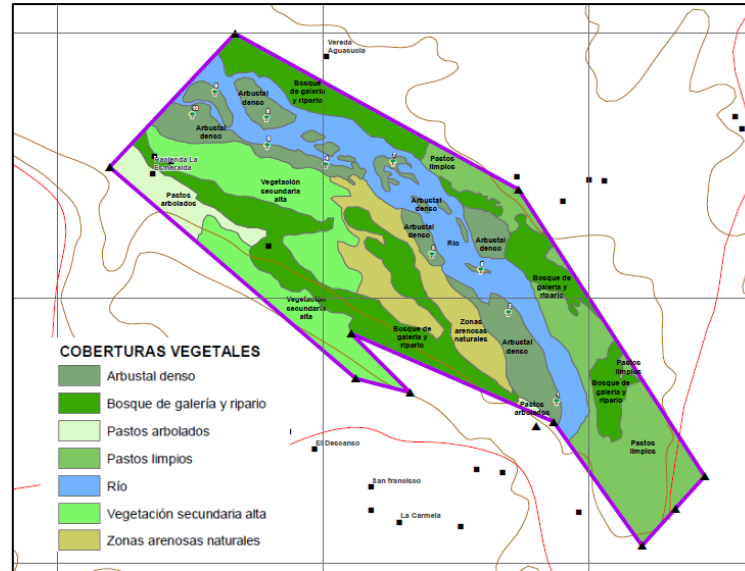 Vereda
Aguasuola
Bosque
de galería
y ripario
Arbustal
denso
Arbustal
denso
Pastos
limpios
Hacienda La
Esmeralda
Pastos
arbolados
Vegetación
secundaria
alta
Arbustal
denso
Arbustal
denso
Río
Arbustal
denso
Bosque de
galería y
ripario
Vegetación
secundaria
alta
Zonas
arenosas
naturales
Bosque de
galería y
ripario
Arbustal
denso
Pastos
limpios
Bosque de
galería y
ripario
Pastos
arbolados
Pastos
limpios
COBERTURAS VEGETALES
Arbustal denso
Bosque de galería y ripario
Pastos arbolados
Pastos limpios
Río
Vegetación secundaria alta
Zonas arenosas naturales
El Descanso
San francisco
La Carmela